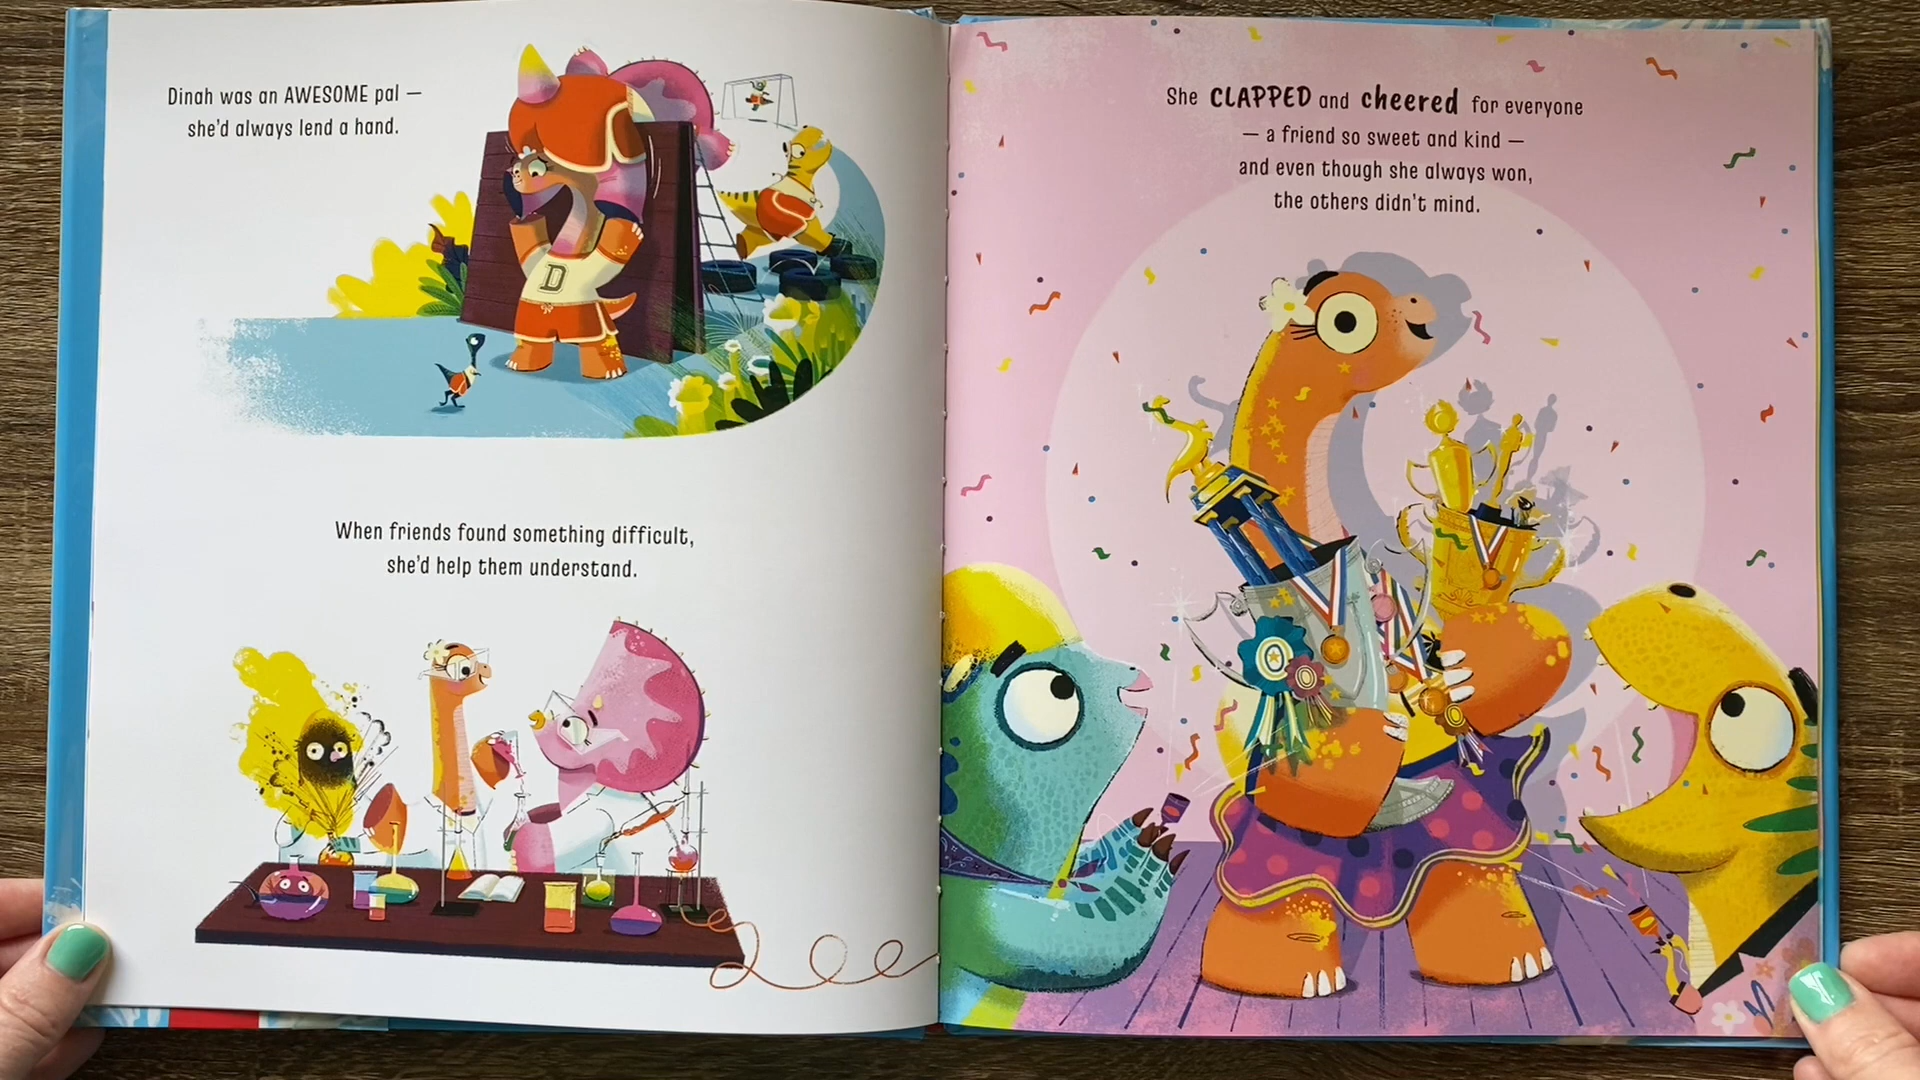 Dinah was an AWESOME pal —
she'd always lend a hand.
D
When friends found something difficult,
she'd help them understand.
She CLAPPED and cheered for everyone
— a friend so sweet and kind —
and even though she always won,
the others didn't mind.